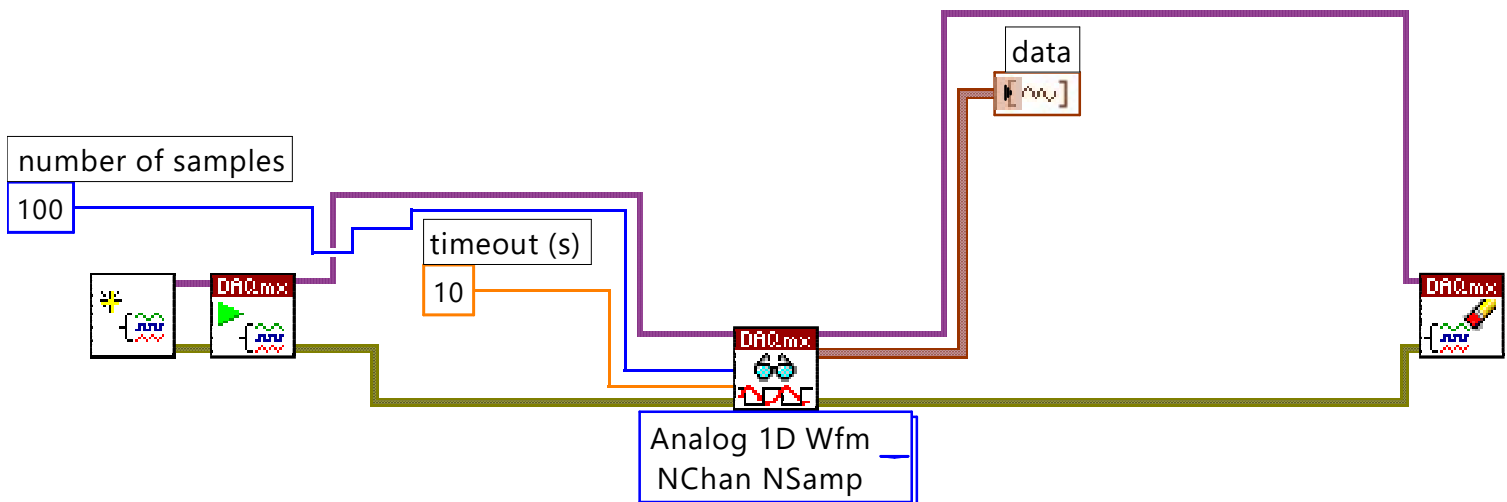 data
number of samples
100
timeout (s)
10
DAQmx
DAQmx
DAQmx
Analog 1D Wfm
NChan NSamp